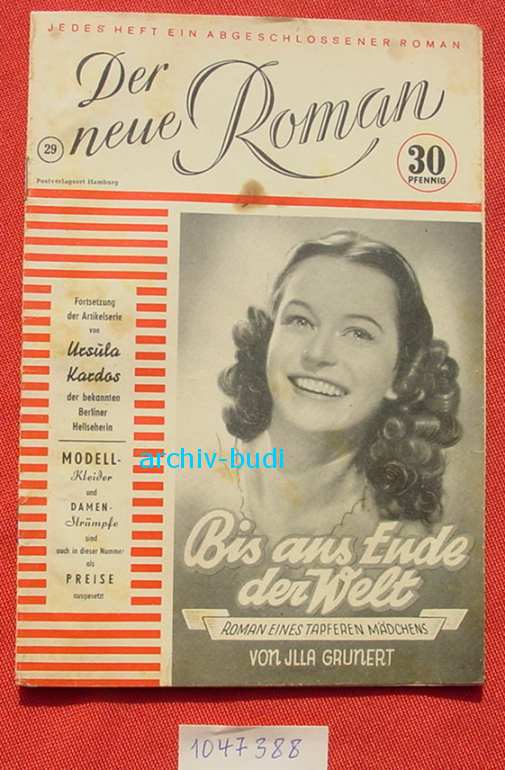 JEDES HEFT EIN ABGESCHLOSSENER ROMAN
Der
neue Roman
29
30
PFENNIG
Postverlagsort Hamburg
Fortsetzung
der Artikelserie
von
Ursula
Kardos
der bekannten
Berliner
Hellseherin
MODELL-
Kleider
und
DAMEN-
Strümpfe
sind
auch in dieser Nummer
als
PREISE
ausgesetzt
archiv-budi
Bis ans Ende
der Welt
ROMAN EINES TAPFEREN MÄDCHENS
VON JLLA GRUNERT
1047388